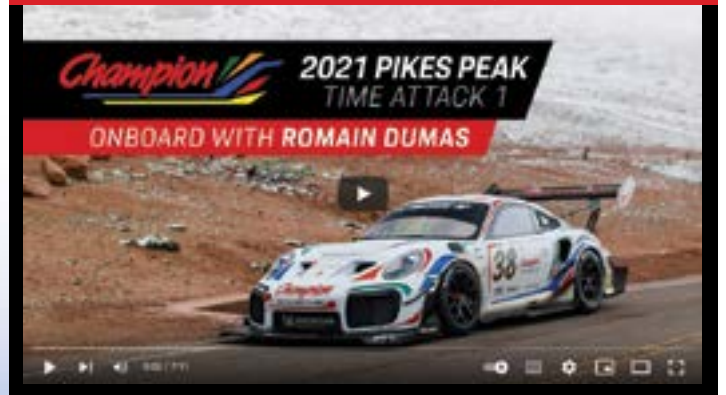 Champion
2021 PIKES PEAK
TIME ATTACK 1
ONBOARD WITH ROMAIN DUMAS
38
Champion